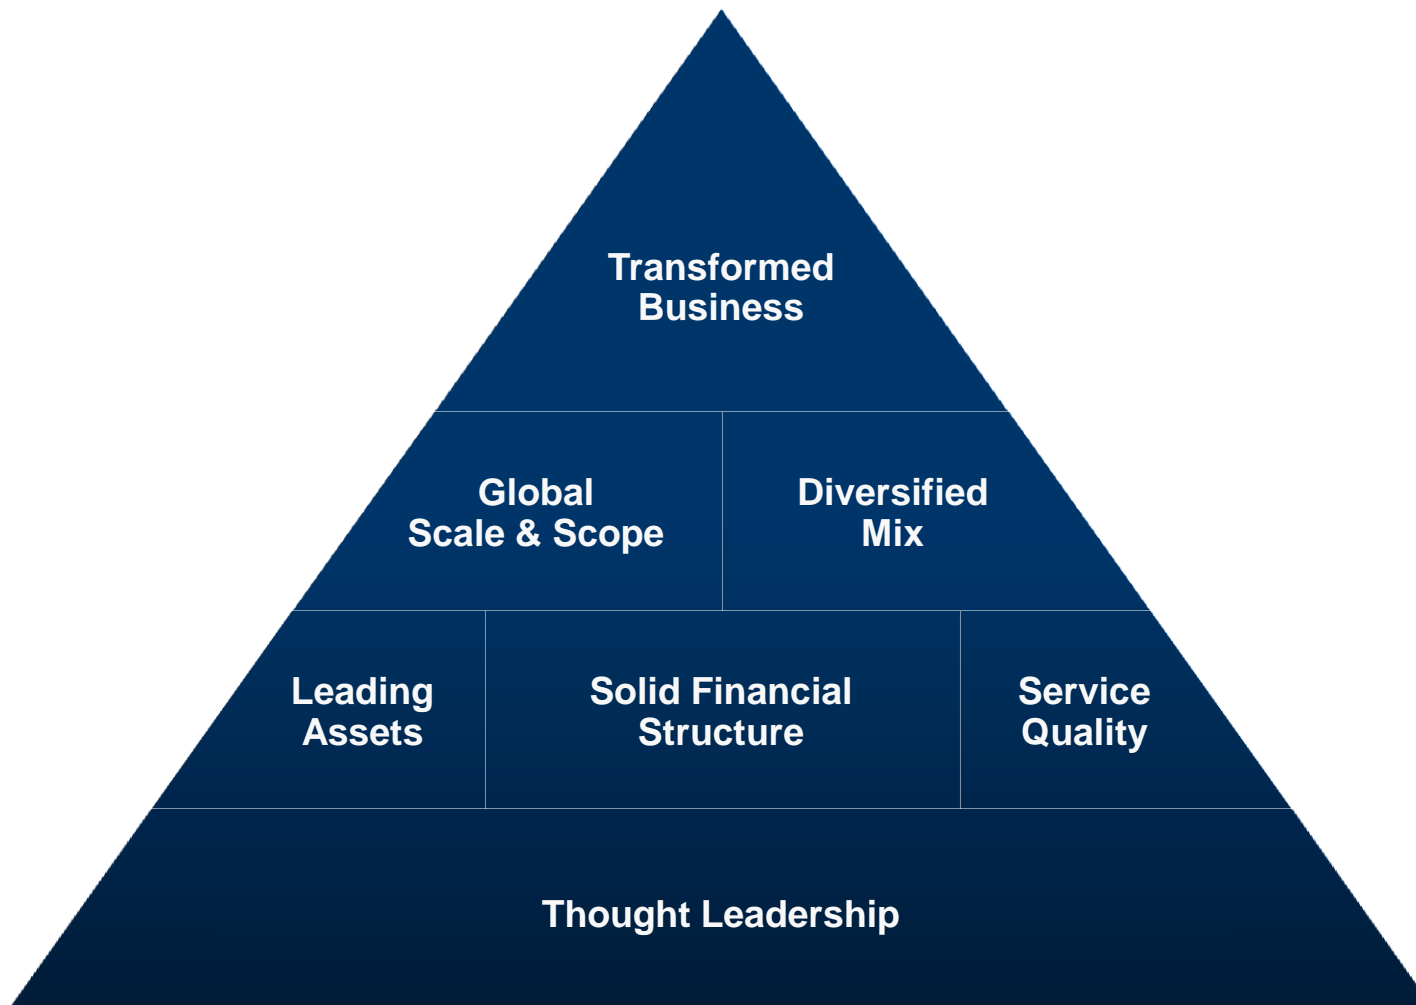 Transformed
Business
Global
Scale & Scope
Diversified
Mix
Leading
Assets
Solid Financial
Structure
Service
Quality
Thought Leadership